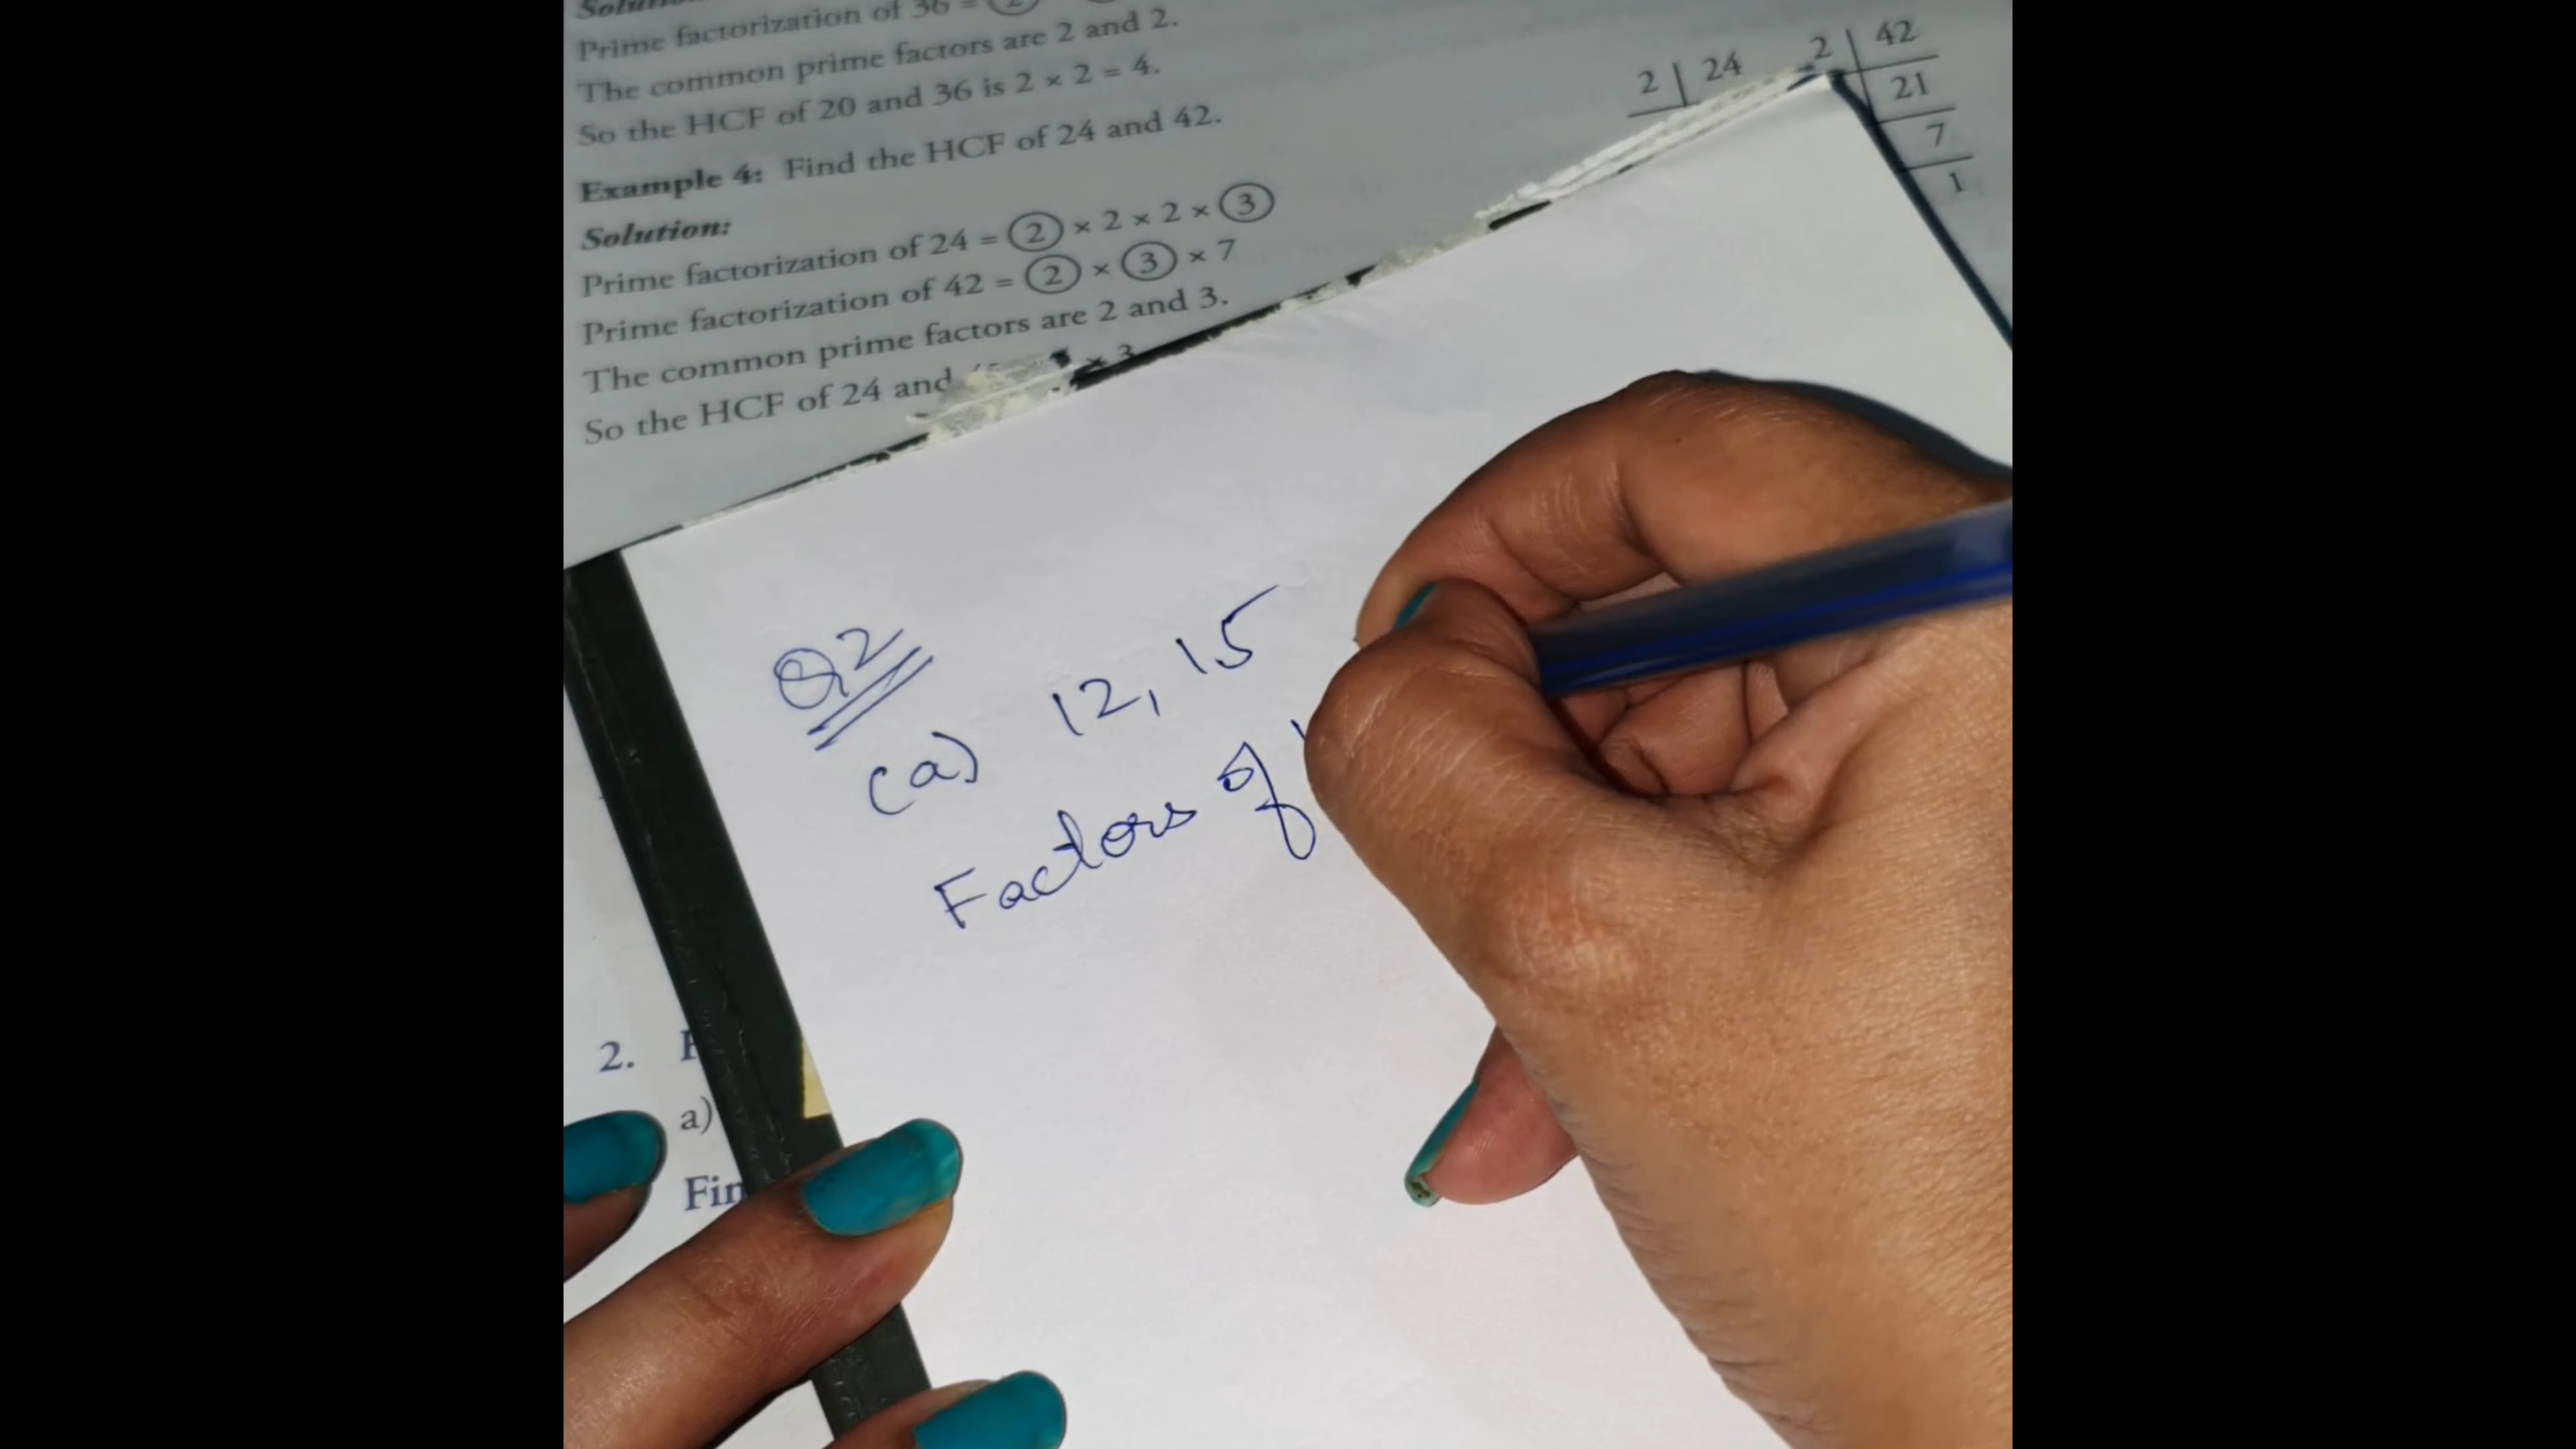 Solution
Prime factorization of 36 = 2
The common prime factors are 2 and 2.
So the HCF of 20 and 36 is 2 × 2 = 4.
Example 4: Find the HCF of 24 and 42.
Solution:
Prime factorization of 24 = 2 × 2 × 2 × 3
Prime factorization of 42 = 2 × 3 × 7
The common prime factors are 2 and 3.
So the HCF of 24 and × 3
2 | 24
2 | 42
21
7
1
Q2
(a) 12, 15
Factors of
2.
a)
Fin